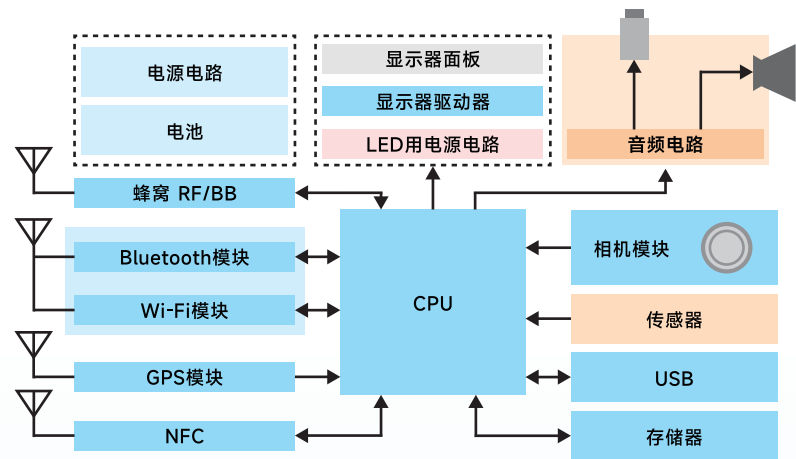 电源电路
电池
显示器面板
显示器驱动器
LED用电源电路
音频电路
蜂窝 RF/BB
Bluetooth模块
Wi-Fi模块
GPS模块
NFC
CPU
相机模块
传感器
USB
存储器